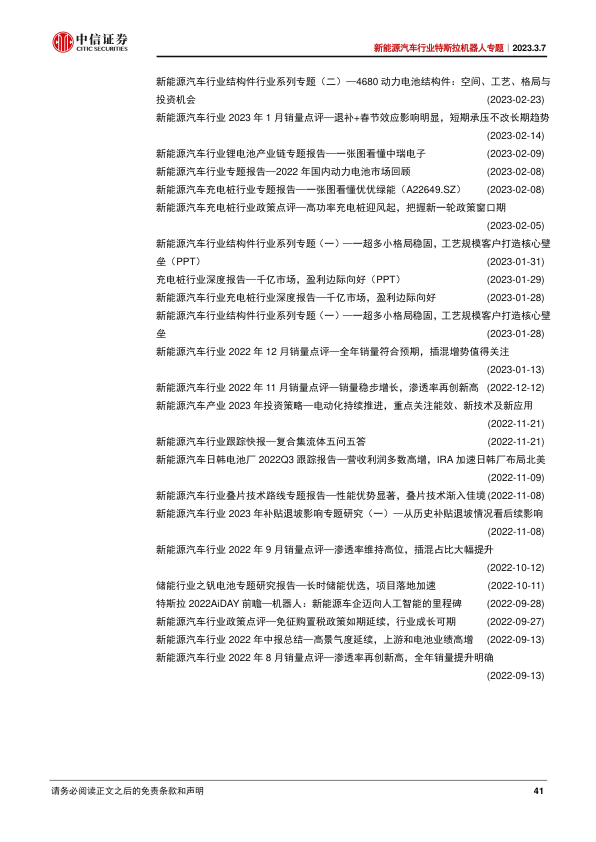 中信证券
CITIC SECURITIES
新能源汽车行业特斯拉机器人专题｜2023.3.7
新能源汽车行业结构件行业系列专题（二）—4680 动力电池结构件：空间、工艺、格局与
投资机会 (2023-02-23)
新能源汽车行业 2023 年 1 月销量点评—退补+春节效应影响明显，短期承压不改长期趋势
(2023-02-14)
新能源汽车行业锂电池产业链专题报告—一张图看懂中瑞电子 (2023-02-09)
新能源汽车行业专题报告—2022 年国内动力电池市场回顾 (2023-02-08)
新能源汽车充电桩行业专题报告—一张图看懂优优绿能（A22649.SZ） (2023-02-08)
新能源汽车充电桩行业政策点评—高功率充电桩迎风起，把握新一轮政策窗口期
(2023-02-05)
新能源汽车行业结构件行业系列专题（一）—一超多小格局稳固，工艺规模客户打造核心壁
垒（PPT） (2023-01-31)
充电桩行业深度报告—千亿市场，盈利边际向好（PPT） (2023-01-29)
新能源汽车行业充电桩行业深度报告—千亿市场，盈利边际向好 (2023-01-28)
新能源汽车行业结构件行业系列专题（一）—一超多小格局稳固，工艺规模客户打造核心壁
垒 (2023-01-28)
新能源汽车行业 2022 年 12 月销量点评—全年销量符合预期，插混增势值得关注
(2023-01-13)
新能源汽车行业 2022 年 11 月销量点评—销量稳步增长，渗透率再创新高 (2022-12-12)
新能源汽车产业 2023 年投资策略—电动化持续推进，重点关注能效、新技术及新应用
(2022-11-21)
新能源汽车行业跟踪快报—复合集流体五问五答 (2022-11-21)
新能源汽车日韩电池厂 2022Q3 跟踪报告—营收利润多数高增，IRA 加速日韩厂布局北美
(2022-11-09)
新能源汽车行业叠片技术路线专题报告—性能优势显著，叠片技术渐入佳境 (2022-11-08)
新能源汽车行业 2023 年补贴退坡影响专题研究（一）—从历史补贴退坡情况看后续影响
(2022-11-08)
新能源汽车行业 2022 年 9 月销量点评—渗透率维持高位，插混占比大幅提升
(2022-10-12)
储能行业之钒电池专题研究报告—长时储能优选，项目落地加速 (2022-10-11)
特斯拉 2022AiDAY 前瞻—机器人：新能源车企迈向人工智能的里程碑 (2022-09-28)
新能源汽车行业政策点评—免征购置税政策如期延续，行业成长可期 (2022-09-27)
新能源汽车行业 2022 年中报总结—高景气度延续，上游和电池业绩高增 (2022-09-13)
新能源汽车行业 2022 年 8 月销量点评—渗透率再创新高，全年销量提升明确
(2022-09-13)
请务必阅读正文之后的免责条款和声明 41